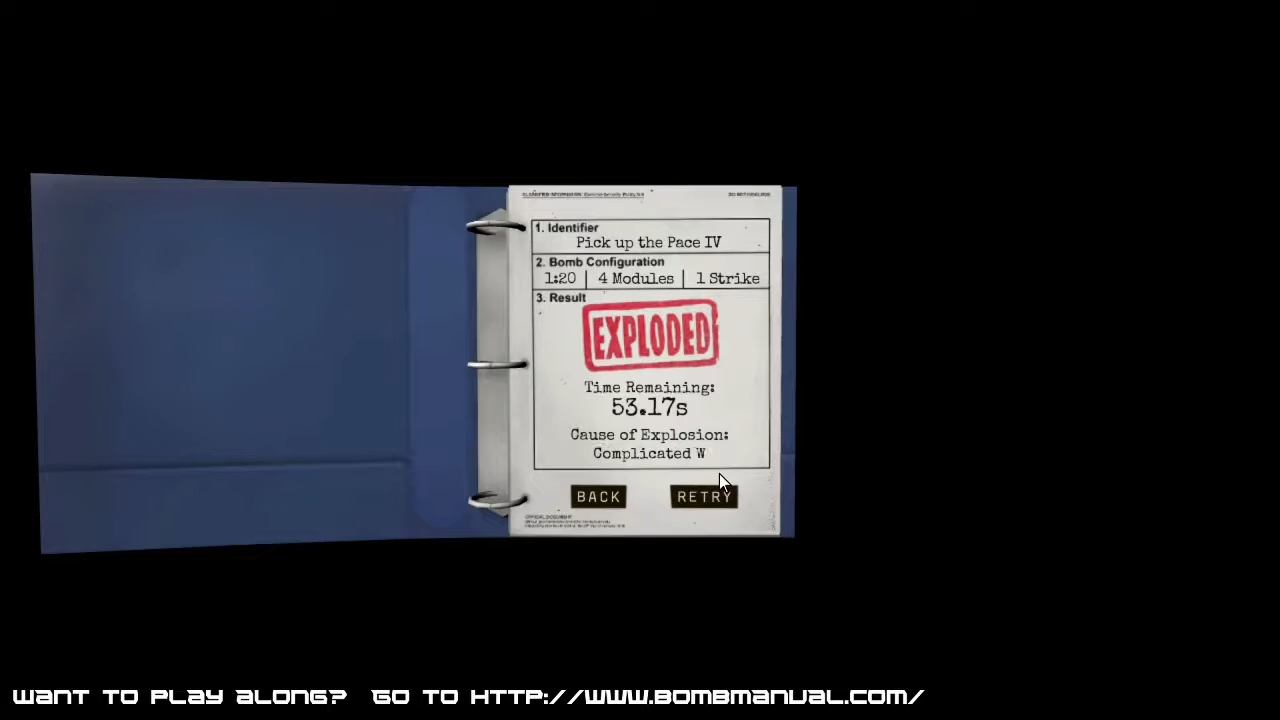 1. Identifier
Pick up the Pace IV
2. Bomb Configuration
1:20 | 4 Modules | 1 Strike
3. Result
EXPLODED
Time Remaining:
53.17s
Cause of Explosion:
Complicated W
BACK RETRY
WANT TO PLAY ALONG? GO TO HTTP://WWW.BOMBMANUAL.COM/